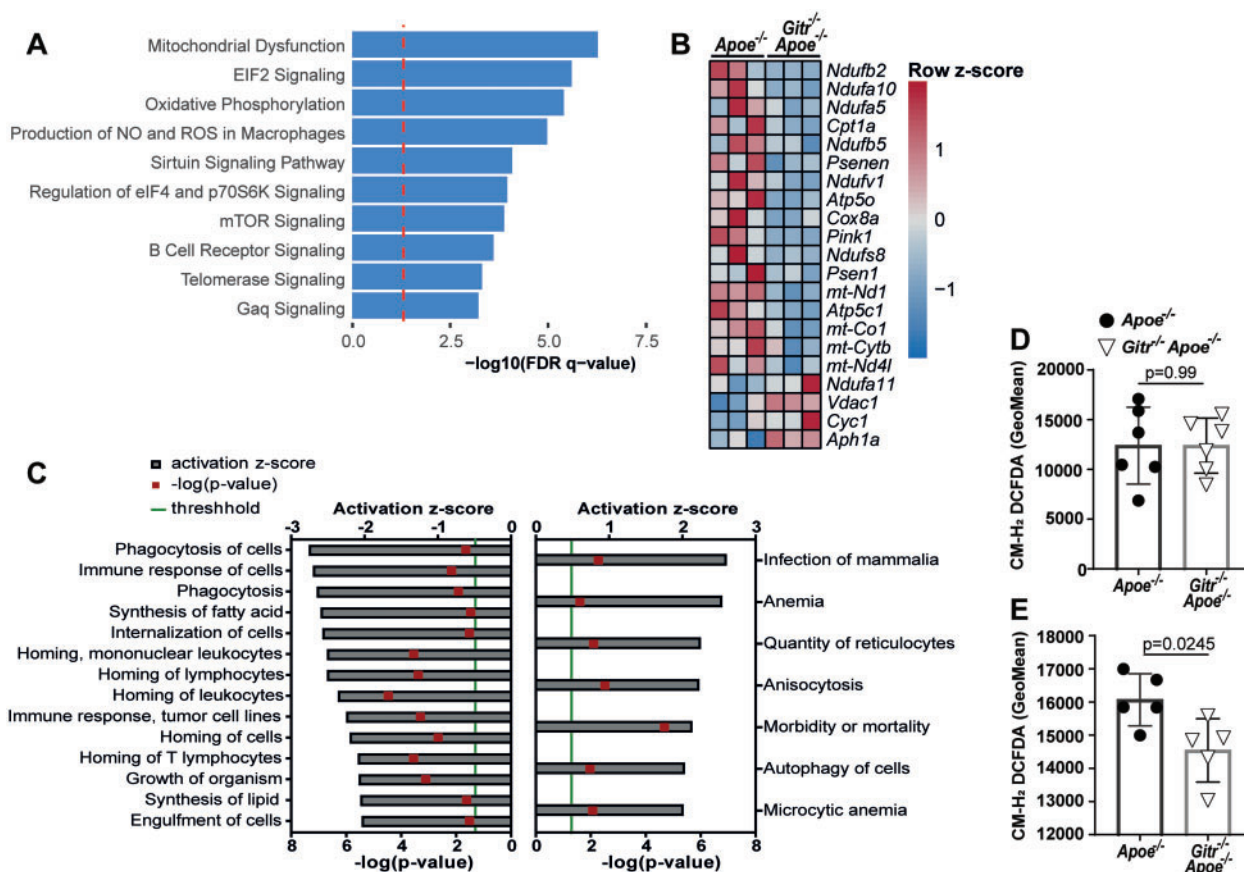 A
Mitochondrial Dysfunction
EIF2 Signaling
Oxidative Phosphorylation
Production of NO and ROS in Macrophages
Sirtuin Signaling Pathway
Regulation of eIF4 and p70S6K Signaling
mTOR Signaling
B Cell Receptor Signaling
Telomerase Signaling
Gaq Signaling
0.0 2.5 5.0 7.5
−log10(FDR q−value)
B
Apoe-/- Gitr-/- Apoe-/-
Ndufb2
Ndufa10
Ndufa5
Cpt1a
Ndufb5
Psenen
Ndufv1
Atp5o
Cox8a
Pink1
Ndufs8
Psen1
mt-Nd1
Atp5c1
mt-Co1
mt-Cytb
mt-Nd4l
Ndufa11
Vdac1
Cyc1
Aph1a
Row z-score
1
0
−1
C
activation z-score
-log(p-value)
threshhold
Activation z-score
-3 -2 -1 0
Phagocytosis of cells
Immune response of cells
Phagocytosis
Synthesis of fatty acid
Internalization of cells
Homing, mononuclear leukocytes
Homing of lymphocytes
Homing of leukocytes
Immune response, tumor cell lines
Homing of cells
Homing of T lymphocytes
Growth of organism
Synthesis of lipid
Engulfment of cells
8 6 4 2 0
-log(p-value)
Activation z-score
0 1 2 3
Infection of mammalia
Anemia
Quantity of reticulocytes
Anisocytosis
Morbidity or mortality
Autophagy of cells
Microcytic anemia
0 2 4 6 8
-log(p-value)
D
Apoe-/-
Gitr-/- Apoe-/-
CM-H₂ DCFDA (GeoMean)
20000
15000
10000
5000
0
p=0.99
Apoe-/- Gitr-/-
Apoe-/-
E
CM-H₂ DCFDA (GeoMean)
18000
17000
16000
15000
14000
13000
12000
p=0.0245
Apoe-/- Gitr-/-
Apoe-/-